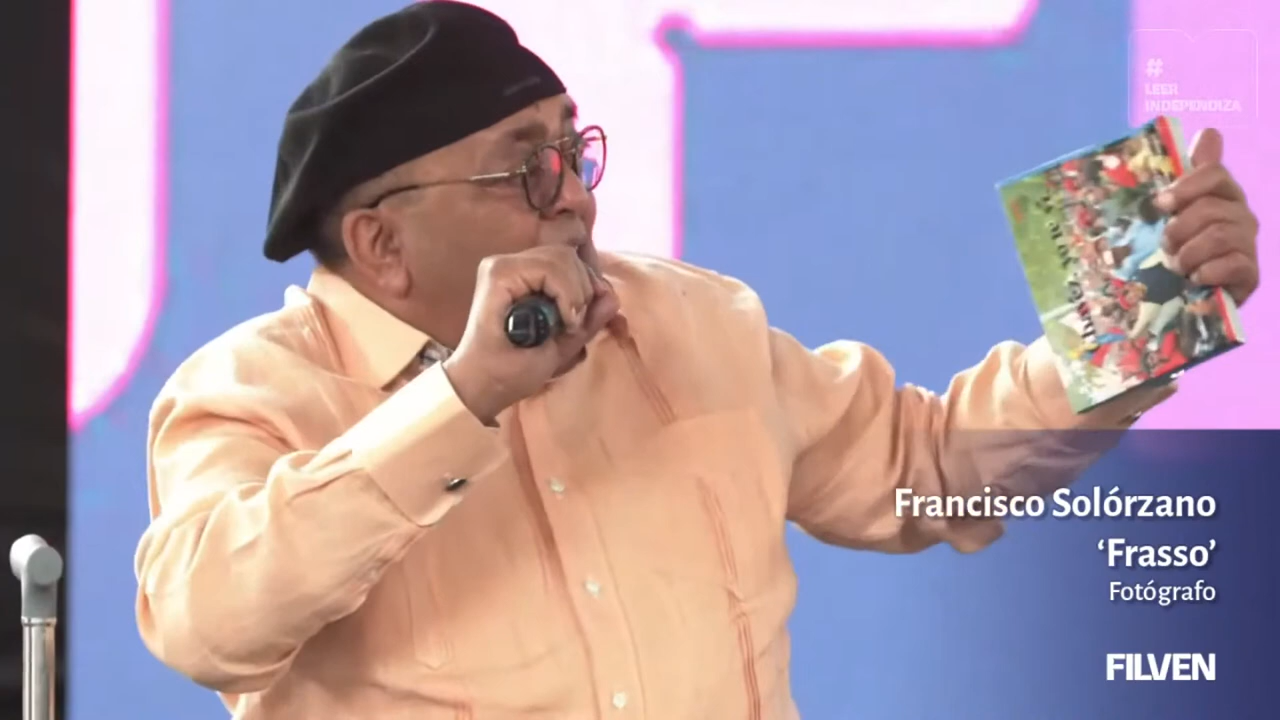 #
LEER
INDEPENDIZA
Francisco Solórzano
‘Frasso’
Fotógrafo
FILVEN